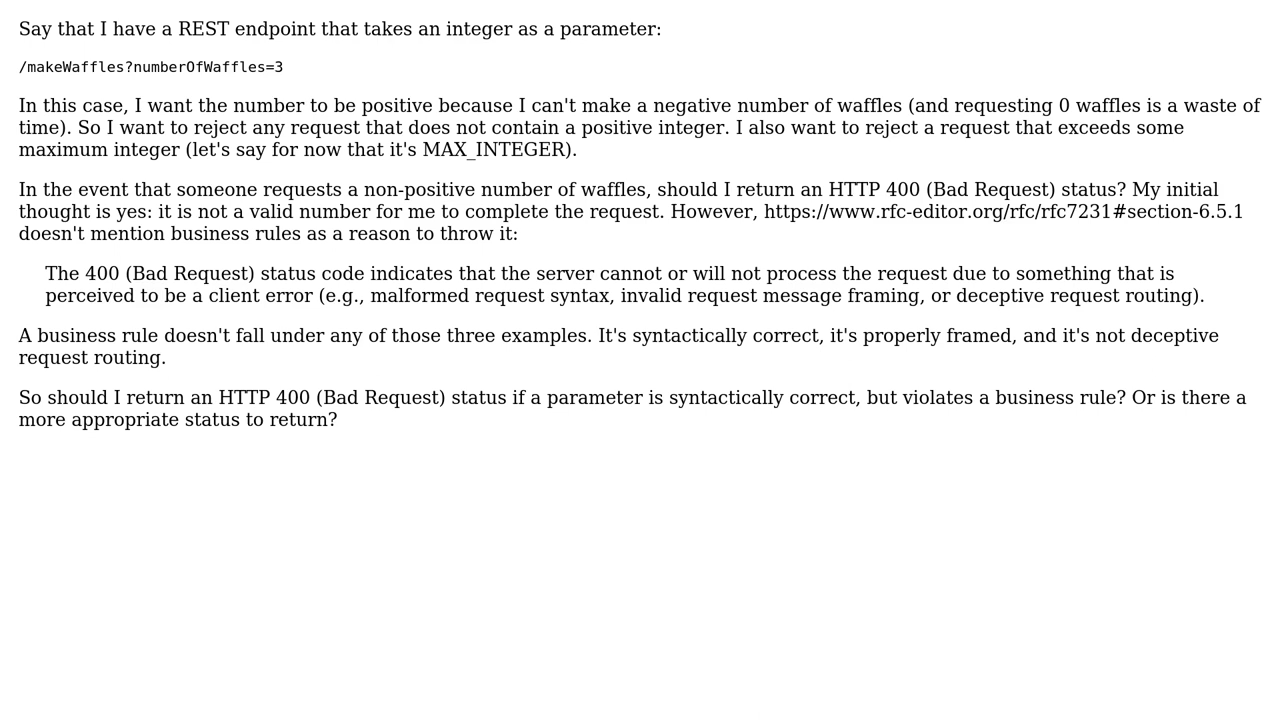 Say that I have a REST endpoint that takes an integer as a parameter:
/makeWaffles?numberOfWaffles=3
In this case, I want the number to be positive because I can't make a negative number of waffles (and requesting 0 waffles is a waste of
time). So I want to reject any request that does not contain a positive integer. I also want to reject a request that exceeds some
maximum integer (let's say for now that it's MAX_INTEGER).
In the event that someone requests a non-positive number of waffles, should I return an HTTP 400 (Bad Request) status? My initial
thought is yes: it is not a valid number for me to complete the request. However, https://www.rfc-editor.org/rfc/rfc7231#section-6.5.1
doesn't mention business rules as a reason to throw it:
The 400 (Bad Request) status code indicates that the server cannot or will not process the request due to something that is
perceived to be a client error (e.g., malformed request syntax, invalid request message framing, or deceptive request routing).
A business rule doesn't fall under any of those three examples. It's syntactically correct, it's properly framed, and it's not deceptive
request routing.
So should I return an HTTP 400 (Bad Request) status if a parameter is syntactically correct, but violates a business rule? Or is there a
more appropriate status to return?